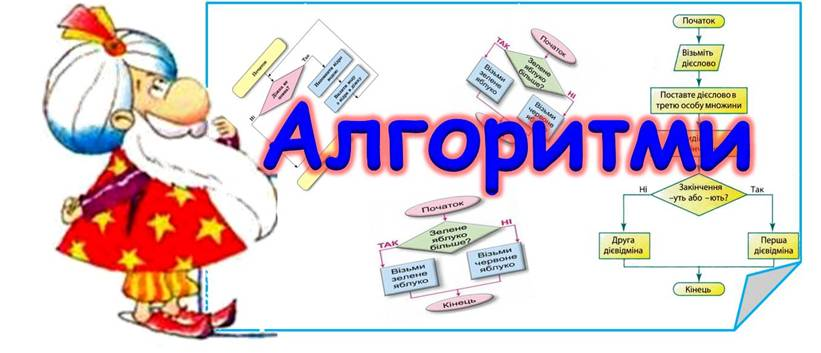 Алгоритми
Так
Ні
Початок
ТАК
Зелене
яблуко
більше?
НІ
Візьми
зелене
яблуко
Візьми
червоне
Початок
Зелене
яблуко
більше?
ТАК
НІ
Візьми
зелене
яблуко
Візьми
червоне
яблуко
Кінець
Початок
Візьміть
дієслово
Поставте дієслово в
третю особу множини
Ні
Закінчення
–уть або –ють?
Так
Друга
дієвідміна
Перша
дієвідміна
Кінець